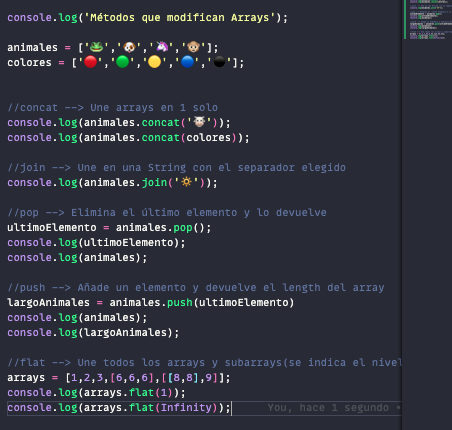 console.log('Métodos que modifican Arrays');
animales = ['🐸','🐶','🦄','🐵'];
colores = ['🔴','🟢','🟡','🔵','⚫'];
//concat --> Une arrays en 1 solo
console.log(animales.concat('🐮'));
console.log(animales.concat(colores));
//join --> Une en una String con el separador elegido
console.log(animales.join('🔅'));
//pop --> Elimina el último elemento y lo devuelve
ultimoElemento = animales.pop();
console.log(ultimoElemento);
console.log(animales);
//push --> Añade un elemento y devuelve el length del array
largoAnimales = animales.push(ultimoElemento)
console.log(animales);
console.log(largoAnimales);
//flat --> Une todos los arrays y subarrays(se indica el nivel
arrays = [1,2,3,[6,6,6],[[8,8],9]];
console.log(arrays.flat(1));
console.log(arrays.flat(Infinity)); You, hace 1 segundo •